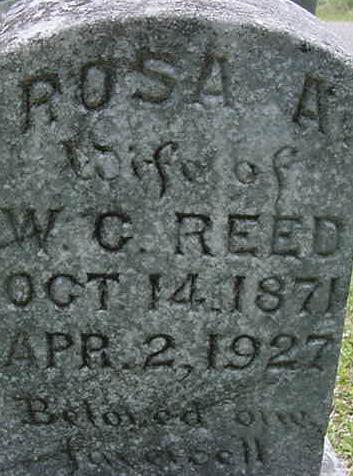 ROSA A
Wife of
W. C. REED
OCT. 14. 1871
APR. 2, 1927
Beloved one,
farewell